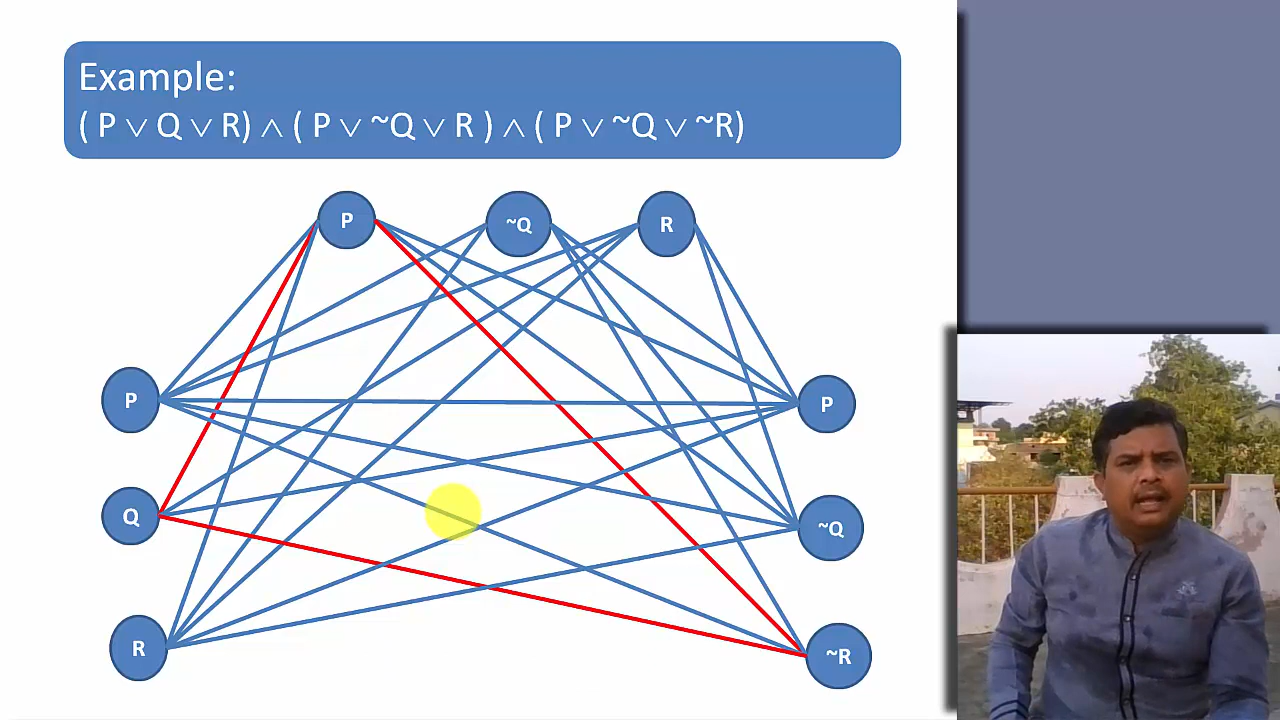 Example:
( P ∨ Q ∨ R) ∧ ( P ∨ ~Q ∨ R ) ∧ ( P ∨ ~Q ∨ ~R)
P ~Q R
P P
Q ~Q
R ~R